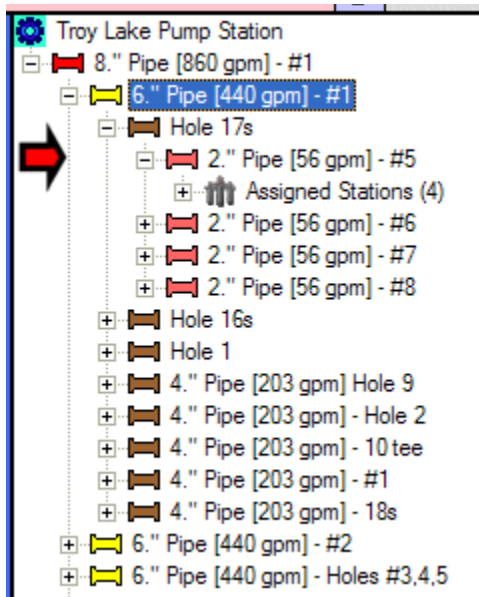 Troy Lake Pump Station
8." Pipe [860 gpm] - #1
6." Pipe [440 gpm] - #1
Hole 17s
2." Pipe [56 gpm] - #5
Assigned Stations (4)
2." Pipe [56 gpm] - #6
2." Pipe [56 gpm] - #7
2." Pipe [56 gpm] - #8
Hole 16s
Hole 1
4." Pipe [203 gpm] Hole 9
4." Pipe [203 gpm] - Hole 2
4." Pipe [203 gpm] - 10 tee
4." Pipe [203 gpm] - #1
4." Pipe [203 gpm] - 18s
6." Pipe [440 gpm] - #2
6." Pipe [440 gpm] - Holes #3,4,5